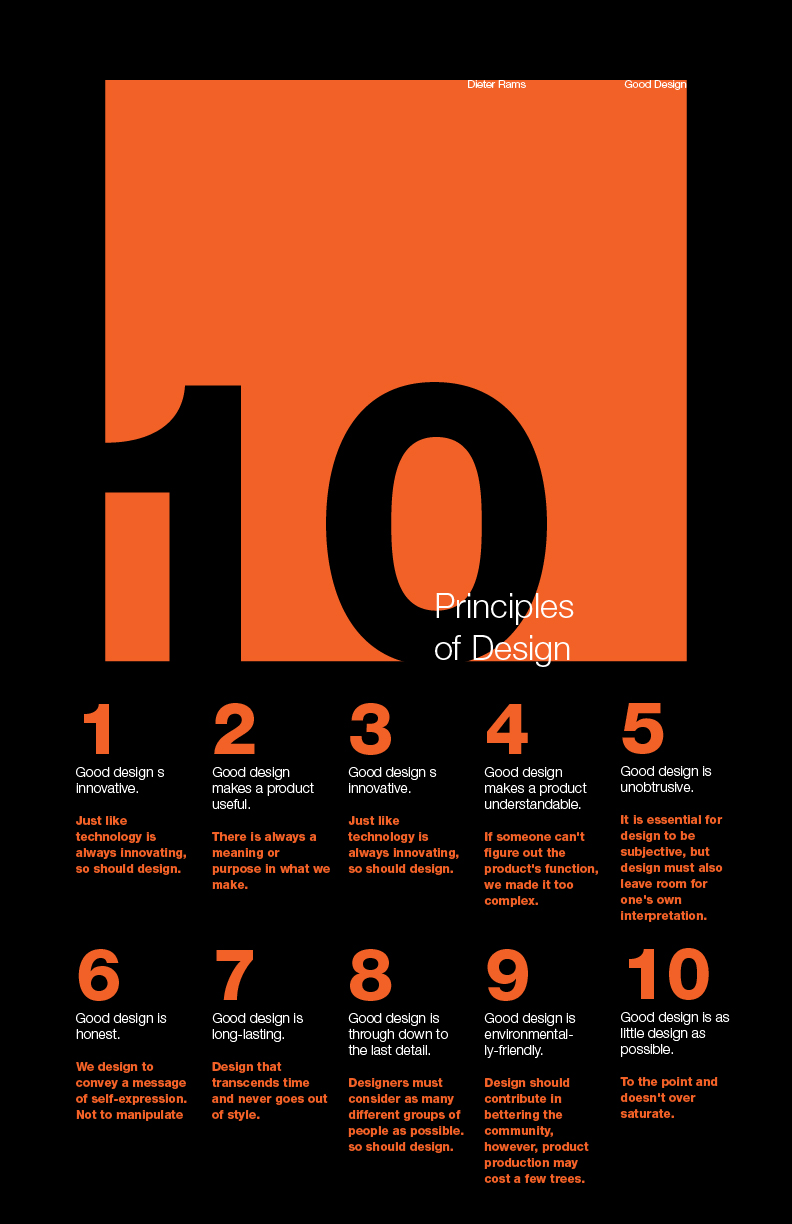 Dieter Rams
Good Design
10
Principles
of Design
1
Good design s
innovative.
Just like
technology is
always innovating,
so should design.
2
Good design
makes a product
useful.
There is always a
meaning or
purpose in what we
make.
3
Good design s
innovative.
Just like
technology is
always innovating,
so should design.
4
Good design
makes a product
understandable.
If someone can't
figure out the
product's function,
we made it too
complex.
5
Good design is
unobtrusive.
It is essential for
design to be
subjective, but
design must also
leave room for
one's own
interpretation.
6
Good design is
honest.
We design to
convey a message
of self-expression.
Not to manipulate
7
Good design is
long-lasting.
Design that
transcends time
and never goes out
of style.
8
Good design is
through down to
the last detail.
Designers must
consider as many
different groups of
people as possible.
so should design.
9
Good design is
environmental-
ly-friendly.
Design should
contribute in
bettering the
community,
however, product
production may
cost a few trees.
10
Good design is as
little design as
possible.
To the point and
doesn't over
saturate.